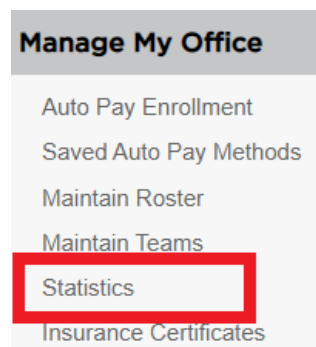 Manage My Office
Auto Pay Enrollment
Saved Auto Pay Methods
Maintain Roster
Maintain Teams
Statistics
Insurance Certificates